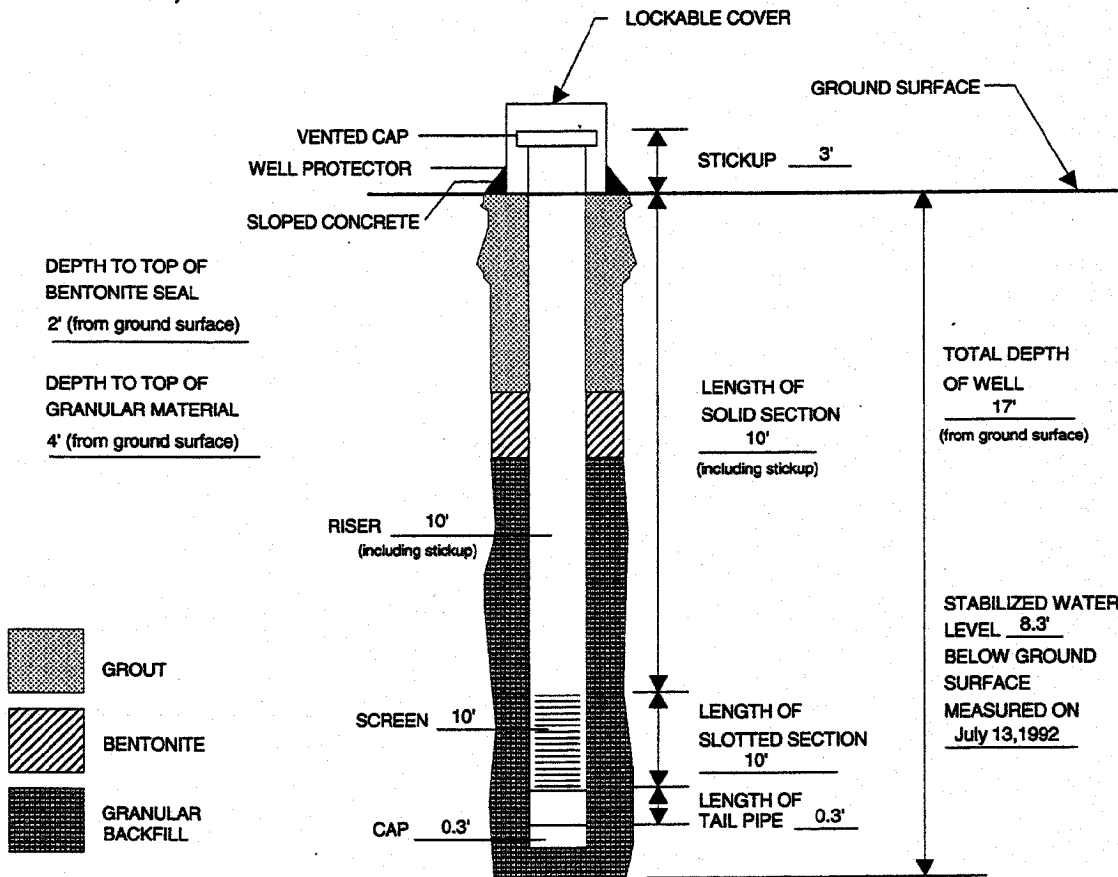 LOCKABLE COVER
GROUND SURFACE
VENTED CAP
STICKUP 3'
WELL PROTECTOR
SLOPED CONCRETE
DEPTH TO TOP OF
BENTONITE SEAL
2' (from ground surface)
DEPTH TO TOP OF
GRANULAR MATERIAL
4' (from ground surface)
LENGTH OF
SOLID SECTION
10'
(including stickup)
TOTAL DEPTH
OF WELL
17'
(from ground surface)
RISER 10'
(including stickup)
STABILIZED WATER
LEVEL 8.3'
BELOW GROUND
SURFACE
MEASURED ON
July 13,1992
GROUT
BENTONITE
GRANULAR
BACKFILL
SCREEN 10'
LENGTH OF
SLOTTED SECTION
10'
LENGTH OF
TAIL PIPE 0.3'
CAP 0.3'